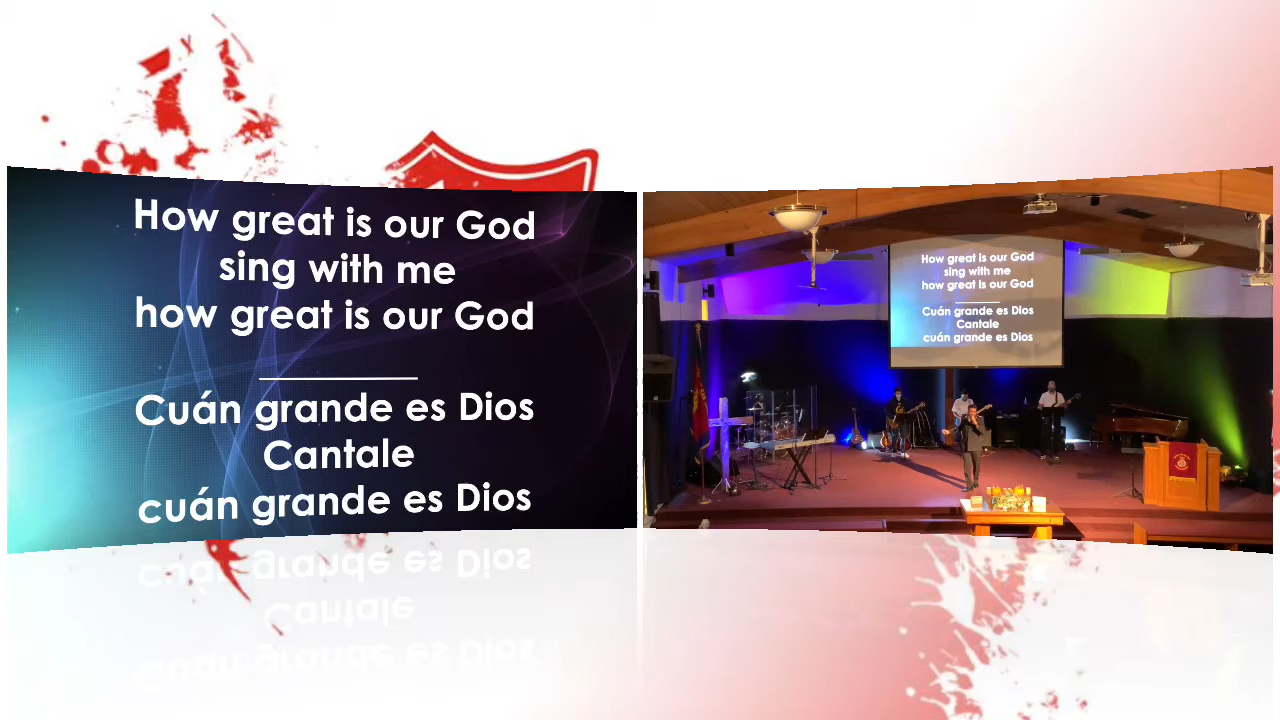 How great is our God
sing with me
how great is our God
Cuán grande es Dios
Cantale
cuán grande es Dios
How great is our God
sing with me
how great is our God
Cuán grande es Dios
Cantale
cuán grande es Dios